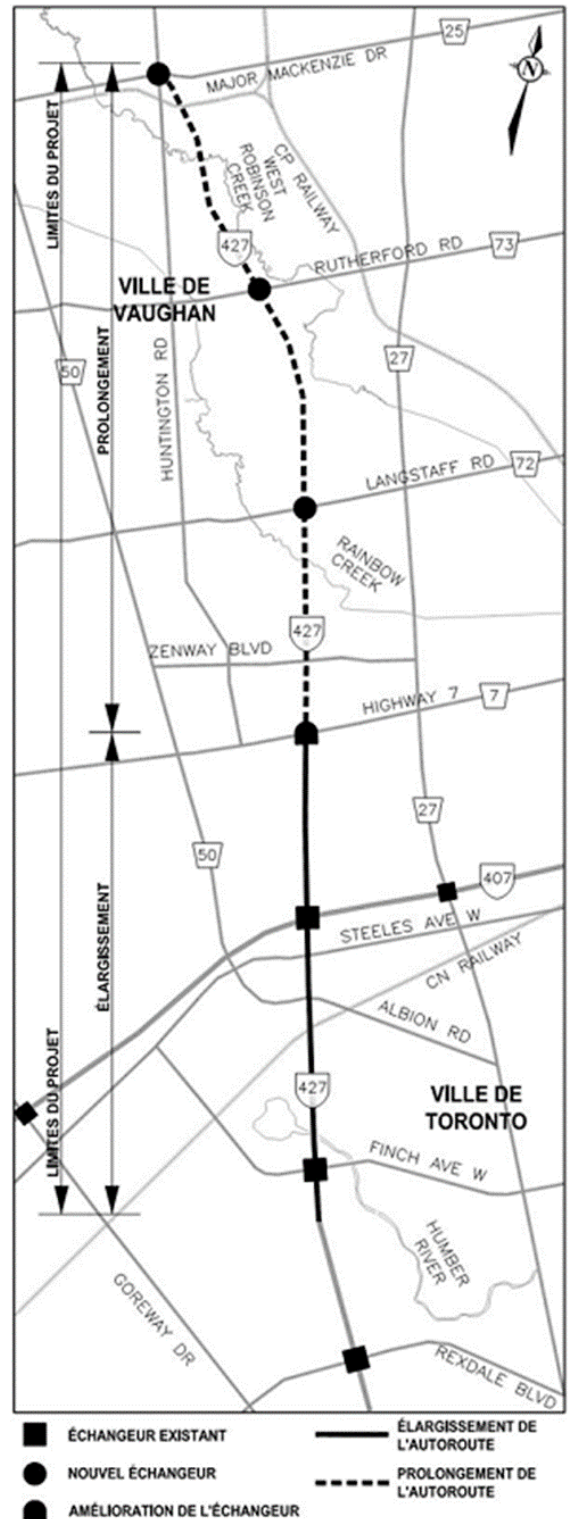 25
MAJOR MACKENZIE DR
N
LIMITES DU PROJET
CP RAILWAY
WEST
ROBINSON
CREEK
427
RUTHERFORD RD
73
VILLE DE
VAUGHAN
PROLONGEMENT
HUNTINGTON RD
50
27
LANGSTAFF RD
72
RAINBOW
CREEK
427
ZENWAY BLVD
HIGHWAY 7
7
27
50
407
STEELES AVE W
CN RAILWAY
ÉLARGISSEMENT
ALBION RD
LIMITES DU PROJET
427
VILLE DE
TORONTO
FINCH AVE W
HUMBER
RIVER
GOREWAY DR
REXDALE BLVD
ÉCHANGEUR EXISTANT
ÉLARGISSEMENT DE
L'AUTOROUTE
NOUVEL ÉCHANGEUR
PROLONGEMENT DE
L'AUTOROUTE
AMÉLIORATION DE L'ÉCHANGEUR